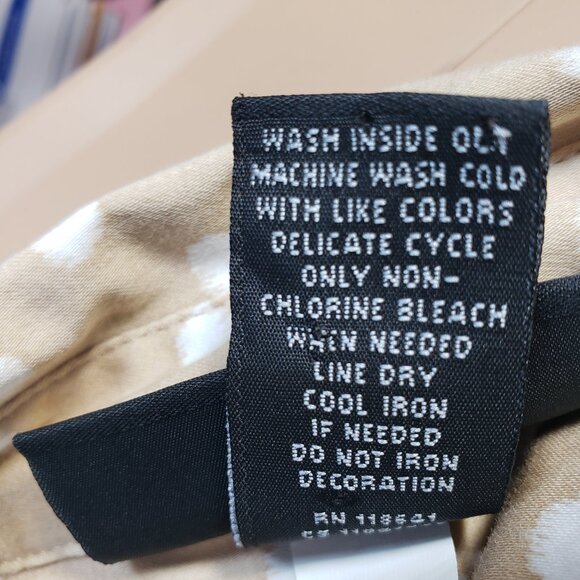 WASH INSIDE OUT
MACHINE WASH COLD
WITH LIKE COLORS
DELICATE CYCLE
ONLY NON-
CHLORINE BLEACH
WHEN NEEDED
LINE DRY
COOL IRON
IF NEEDED
DO NOT IRON
DECORATION
RN 118641